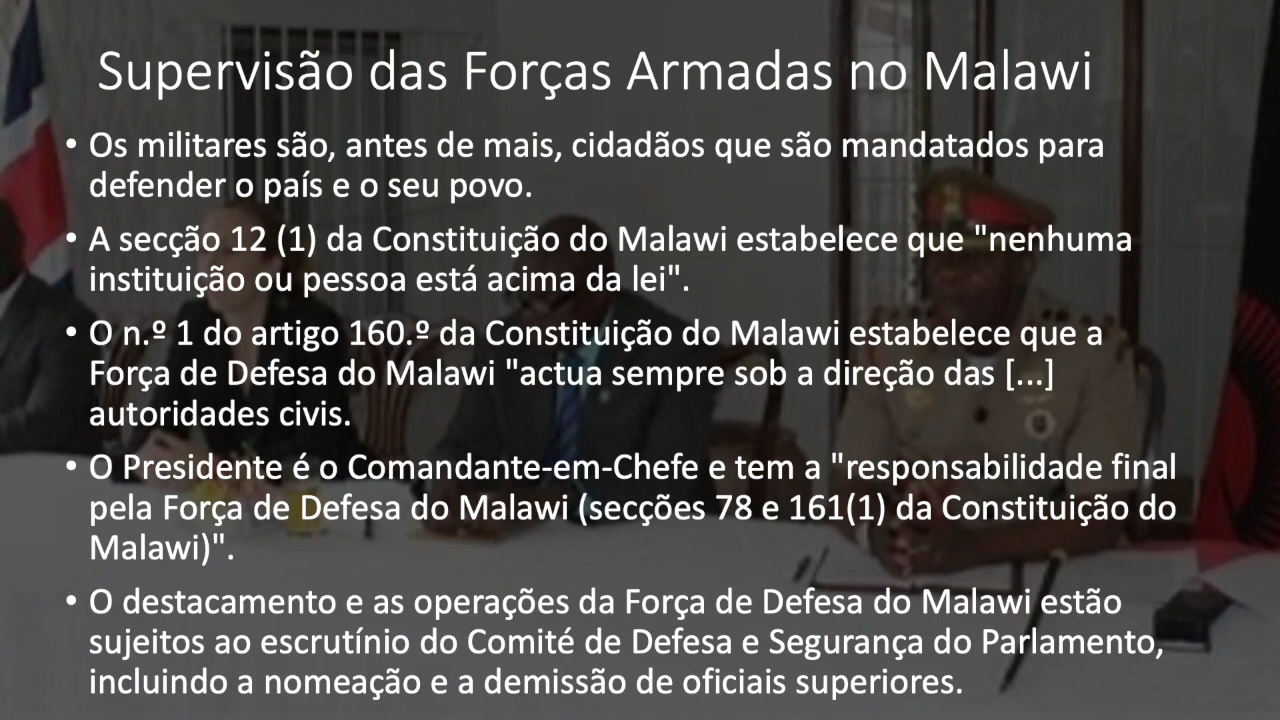 Supervisão das Forças Armadas no Malawi
• Os militares são, antes de mais, cidadãos que são mandatados para
defender o país e o seu povo.
• A secção 12 (1) da Constituição do Malawi estabelece que "nenhuma
instituição ou pessoa está acima da lei".
• O n.º 1 do artigo 160.º da Constituição do Malawi estabelece que a
Força de Defesa do Malawi "actua sempre sob a direção das [...]
autoridades civis.
• O Presidente é o Comandante-em-Chefe e tem a "responsabilidade final
pela Força de Defesa do Malawi (secções 78 e 161(1) da Constituição do
Malawi)".
• O destacamento e as operações da Força de Defesa do Malawi estão
sujeitos ao escrutínio do Comité de Defesa e Segurança do Parlamento,
incluindo a nomeação e a demissão de oficiais superiores.